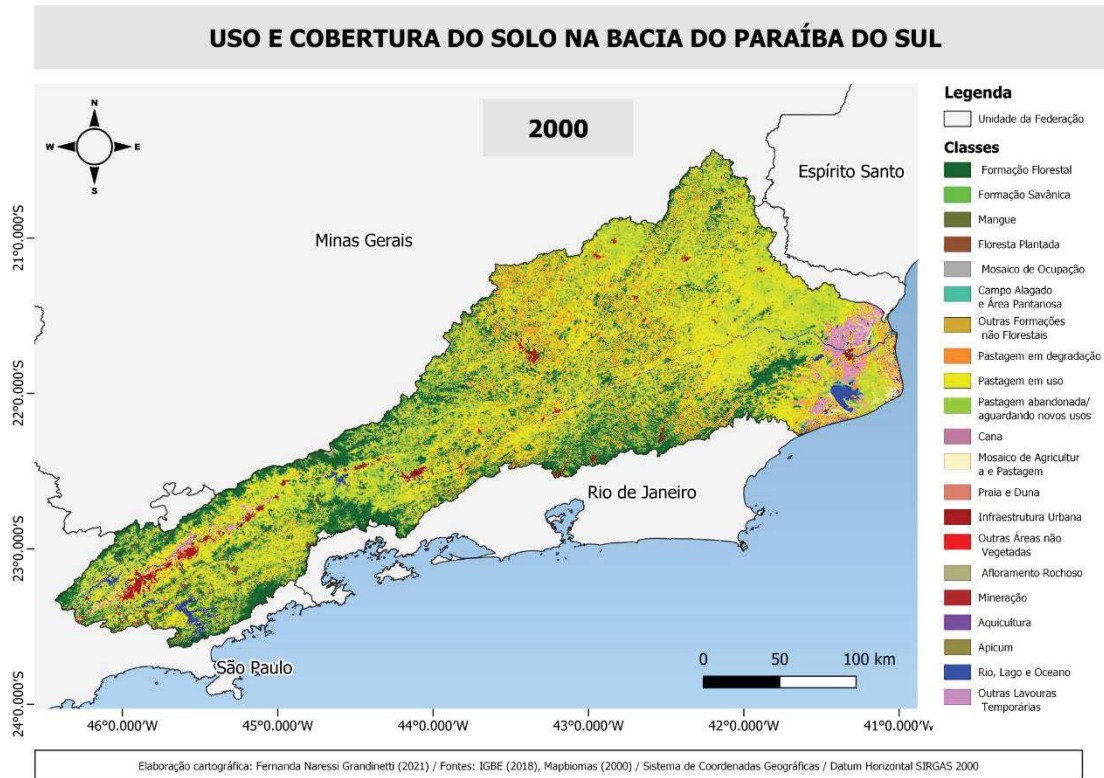 USO E COBERTURA DO SOLO NA BACIA DO PARAÍBA DO SUL
2000
N
W
E
S
Espírito Santo
Minas Gerais
Rio de Janeiro
São Paulo
21°0.000'S
22°0.000'S
23°0.000'S
24°0.000'S
46°0.000'W
45°0.000'W
44°0.000'W
43°0.000'W
42°0.000'W
41°0.000'W
0
50
100 km
Legenda
Unidade da Federação
Classes
Formação Florestal
Formação Savânica
Mangue
Floresta Plantada
Mosaico de Ocupação
Campo Alagado
e Área Pantanosa
Outras Formações
não Florestais
Pastagem em degradação
Pastagem em uso
Pastagem abandonada/
aguardando novos usos
Cana
Mosaico de Agricultur
a e Pastagem
Praia e Duna
Infraestrutura Urbana
Outras Áreas não
Vegetadas
Afloramento Rochoso
Mineração
Aquicultura
Apicum
Rio, Lago e Oceano
Outras Lavouras
Temporárias
Elaboração cartográfica: Fernanda Naressi Grandinetti (2021) / Fontes: IGBE (2018), Mapbiomas (2000) / Sistema de Coordenadas Geográficas / Datum Horizontal SIRGAS 2000